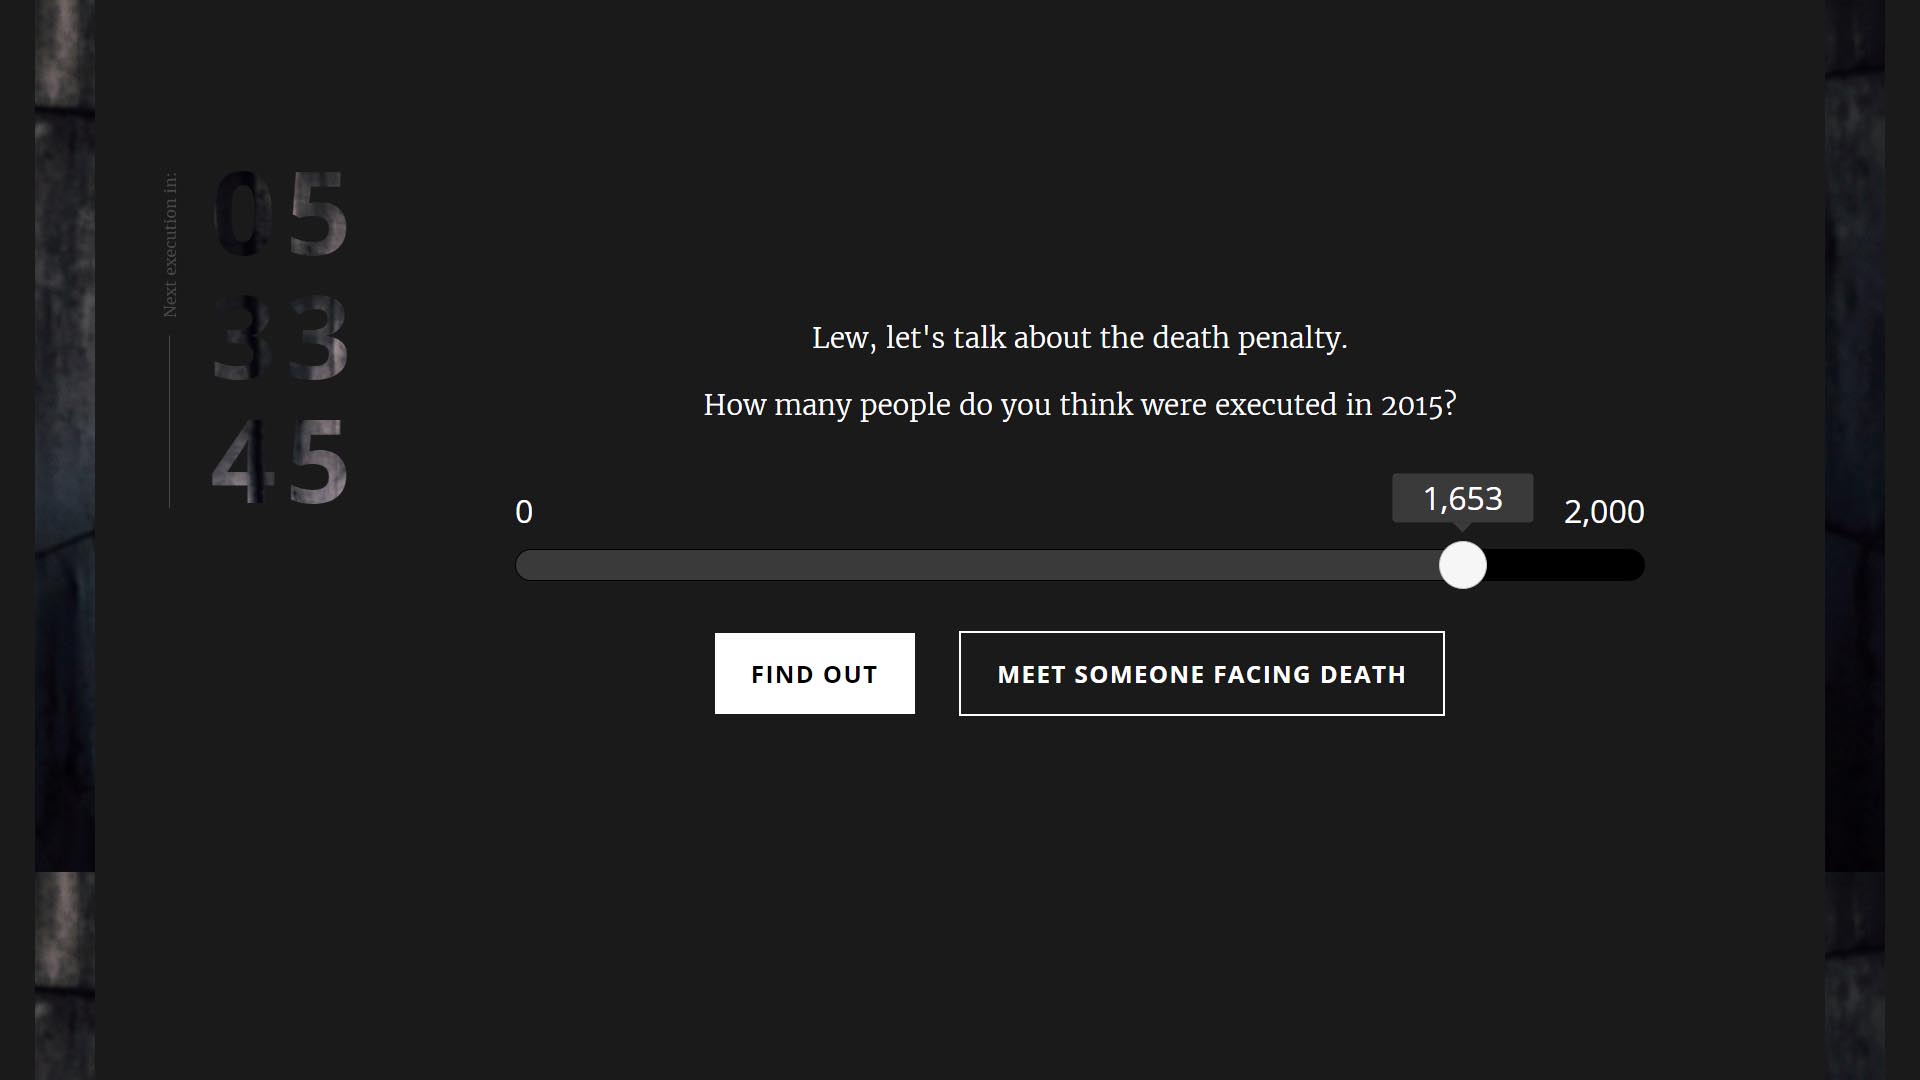 Next execution in:
05
33
45
Lew, let's talk about the death penalty.
How many people do you think were executed in 2015?
0
1,653
2,000
FIND OUT
MEET SOMEONE FACING DEATH